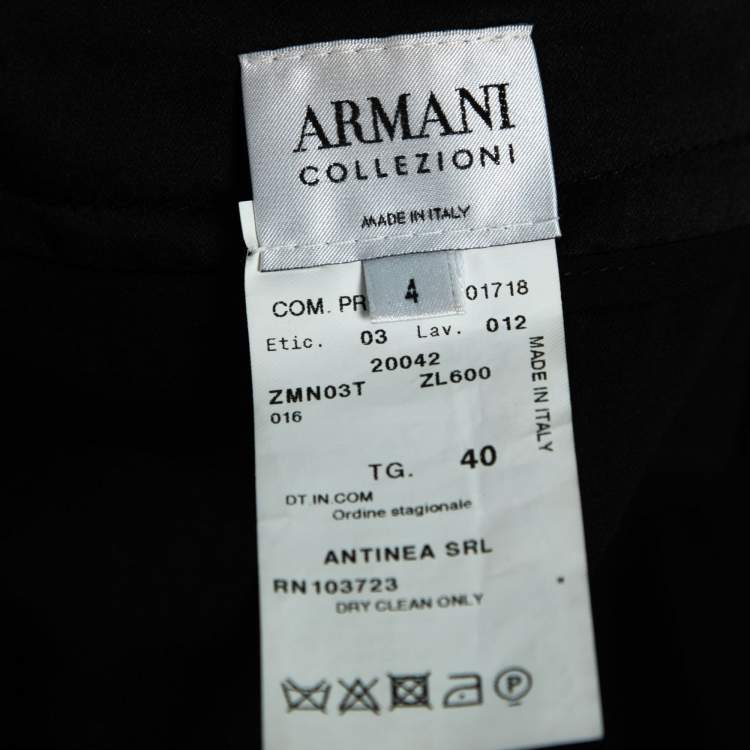 ARMANI
COLLEZIONI
MADE IN ITALY
4
COM. PR 01718
Etic. 03 Lav. 012
20042
ZMN03T ZL600
016
MADE IN ITALY
TG. 40
DT IN.COM
Ordine stagionale
ANTINEA SRL
RN103723
DRY CLEAN ONLY
P